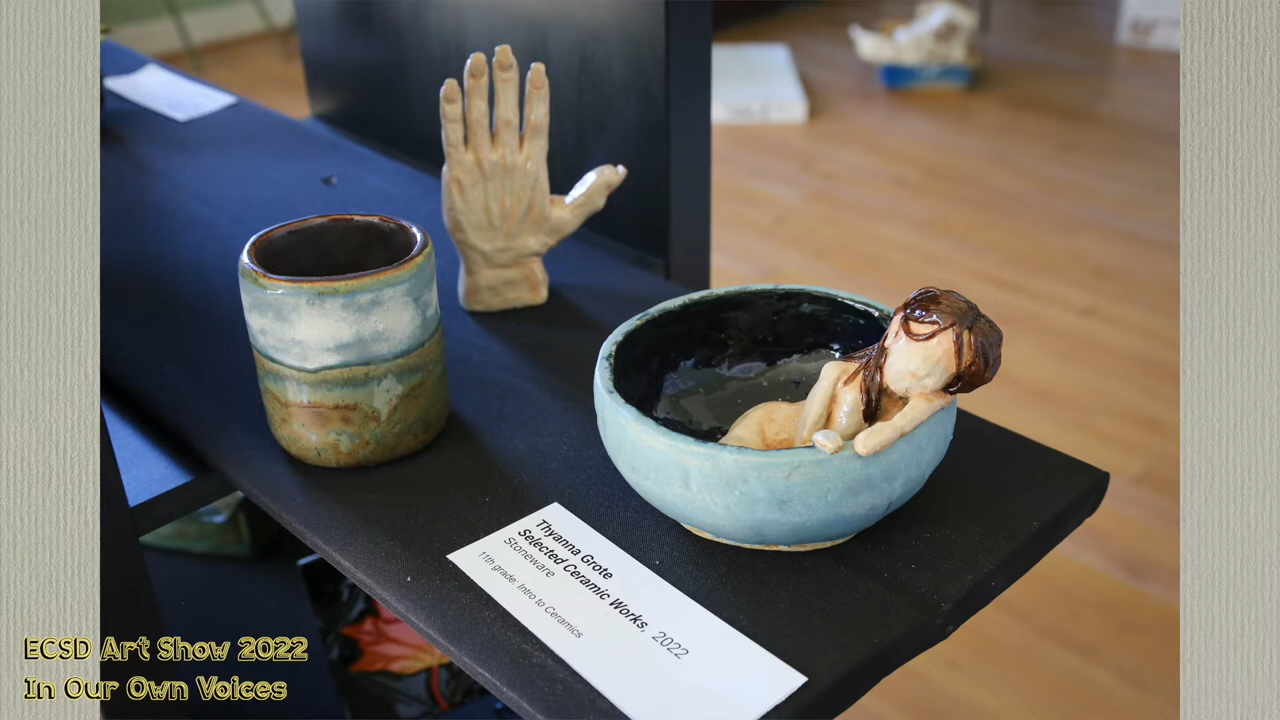 Thyanna Grote
Selected Ceramic Works, 2022
Stoneware
11th grade: Intro to Ceramics
ECSD Art Show 2022
In Our Own Voices